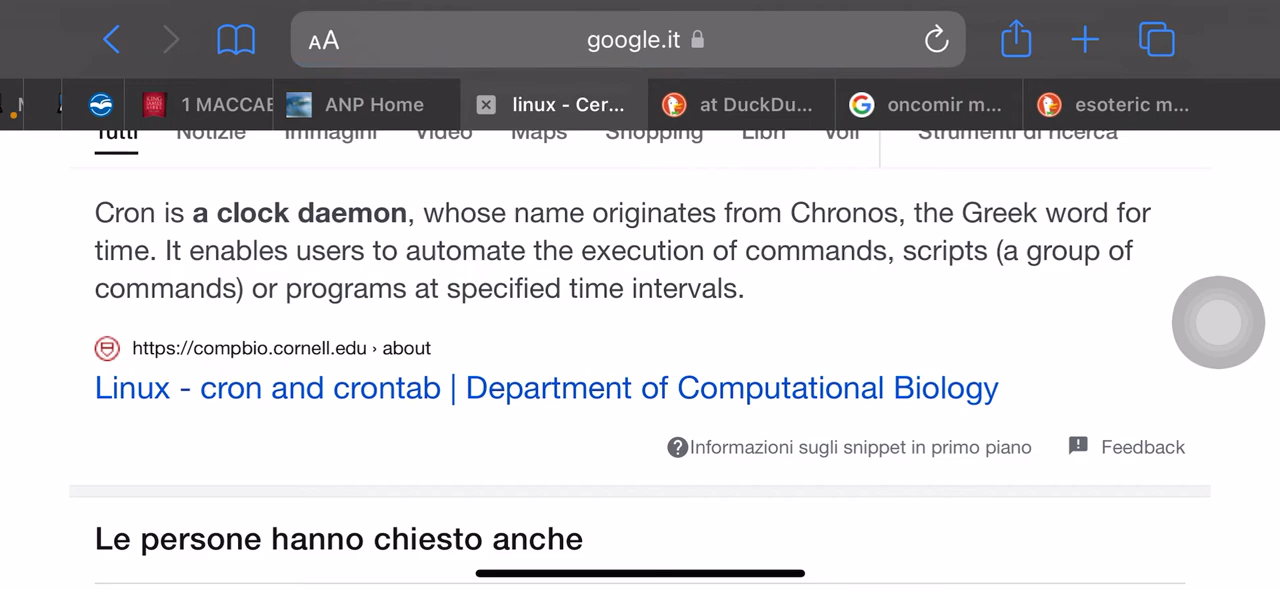 AA google.it
1 MACCAE
ANP Home
linux - Cer...
at DuckDu...
oncomir m...
esoteric m...
Tutti Notizie Immagini Video Maps Shopping Libri Voli Strumenti di ricerca
Cron is a clock daemon, whose name originates from Chronos, the Greek word for
time. It enables users to automate the execution of commands, scripts (a group of
commands) or programs at specified time intervals.
https://compbio.cornell.edu › about
Linux - cron and crontab | Department of Computational Biology
Informazioni sugli snippet in primo piano Feedback
Le persone hanno chiesto anche